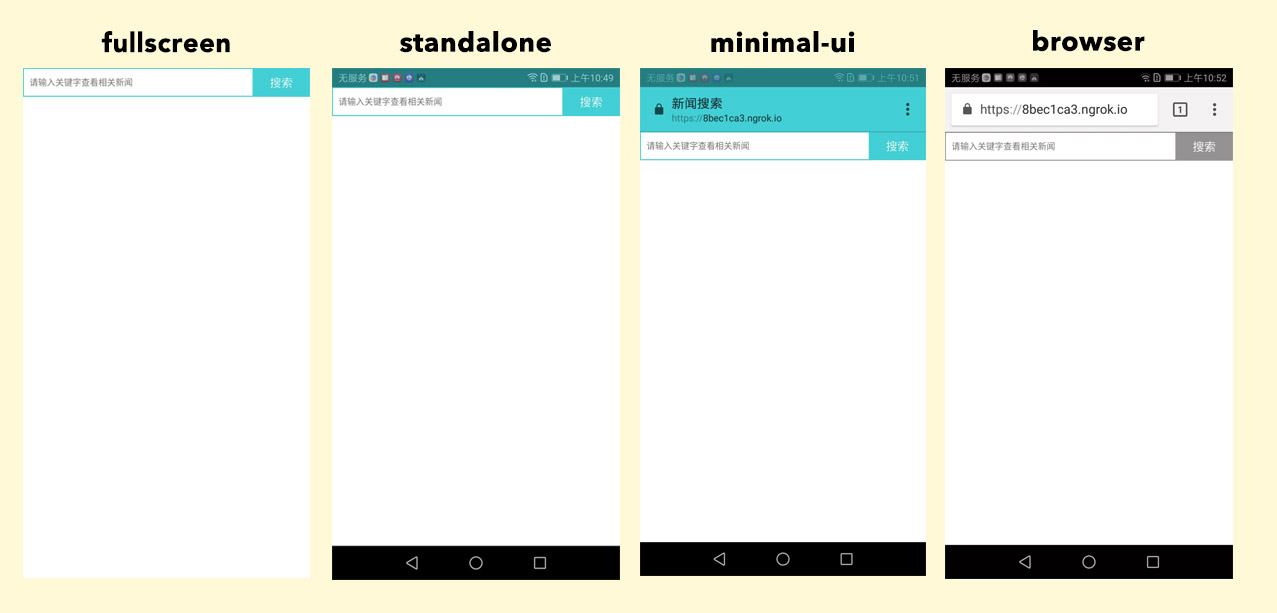 fullscreen
请输入关键字查看相关新闻 搜索
standalone
无服务 上午10:49
请输入关键字查看相关新闻 搜索
minimal-ui
无服务 上午10:51
新闻搜索
https://8bec1ca3.ngrok.io
请输入关键字查看相关新闻 搜索
browser
无服务 上午10:52
https://8bec1ca3.ngrok.io 1
请输入关键字查看相关新闻 搜索